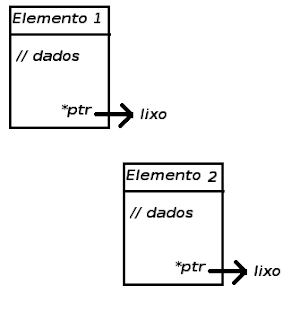 Elemento 1
// dados
*ptr
lixo
Elemento 2
// dados
*ptr
lixo